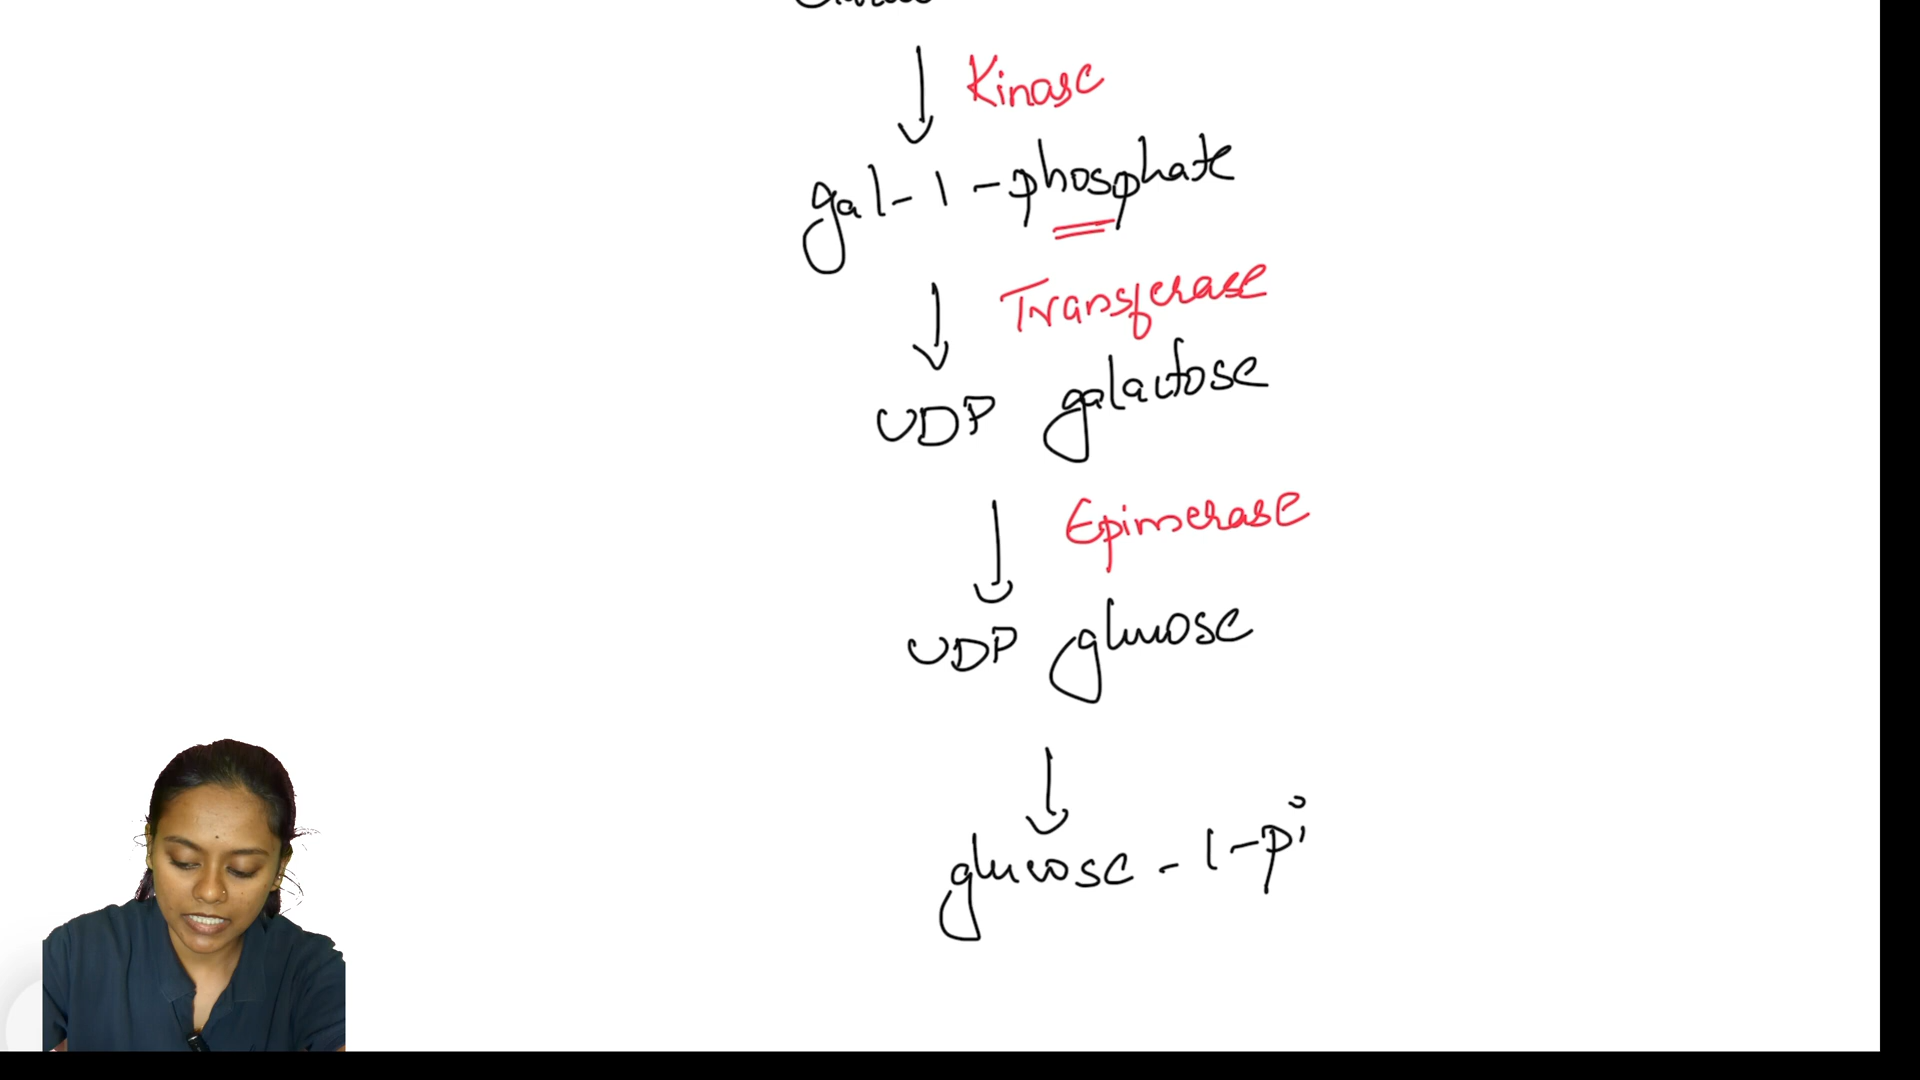 Kinase
gal-1-phosphate
Transferase
UDP galactose
Epimerase
UDP glucose
glucose-1-pi